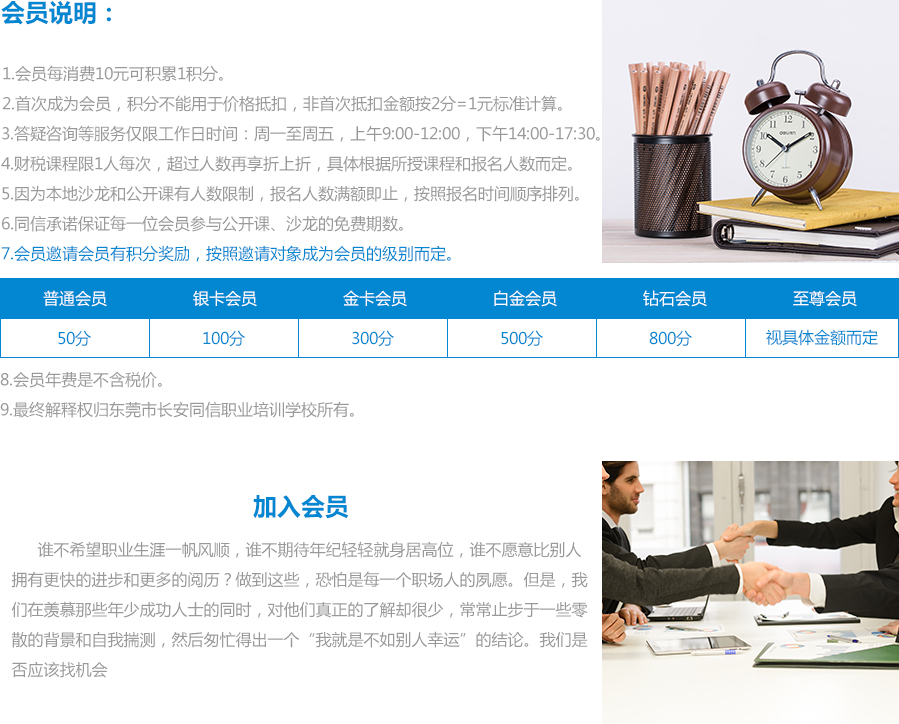 会员说明：
1.会员每消费10元可积累1积分。
2.首次成为会员，积分不能用于价格抵扣，非首次抵扣金额按2分=1元标准计算。
3.答疑咨询等服务仅限工作日时间：周一至周五，上午9:00-12:00，下午14:00-17:30。
4.财税课程限1人每次，超过人数再享折上折，具体根据所授课程和报名人数而定。
5.因为本地沙龙和公开课有人数限制，报名人数满额即止，按照报名时间顺序排列。
6.同信承诺保证每一位会员参与公开课、沙龙的免费期数。
7.会员邀请会员有积分奖励，按照邀请对象成为会员的级别而定。
普通会员 银卡会员 金卡会员 白金会员 钻石会员 至尊会员
50分 100分 300分 500分 800分 视具体金额而定
8.会员年费是不含税价。
9.最终解释权归东莞市长安同信职业培训学校所有。
加入会员
谁不希望职业生涯一帆风顺，谁不期待年纪轻轻就身居高位，谁不愿意比别人
拥有更快的进步和更多的阅历？做到这些，恐怕是每一个职场人的夙愿。但是，我
们在羡慕那些年少成功人士的同时，对他们真正的了解却很少，常常止步于一些零
散的背景和自我揣测，然后匆忙得出一个“我就是不如别人幸运”的结论。我们是
否应该找机会